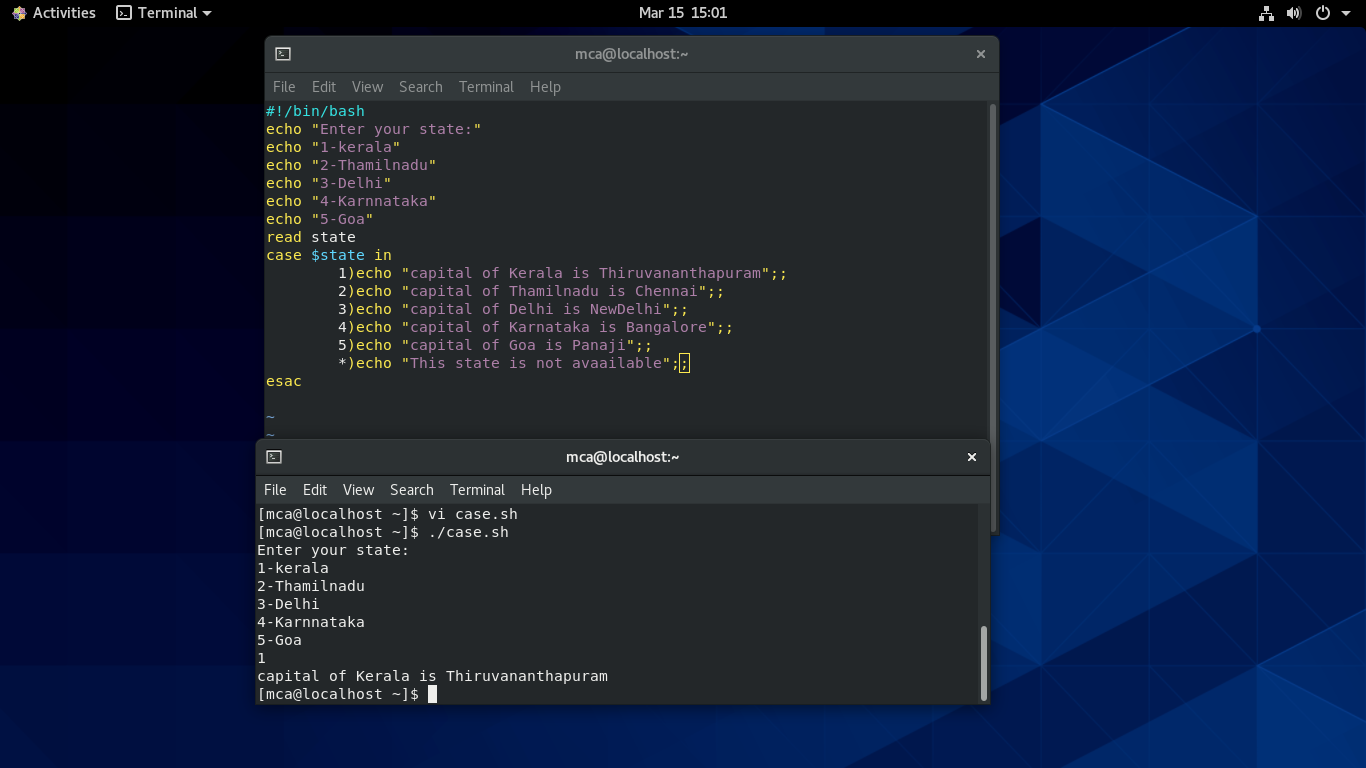 Activities Terminal Mar 15 15:01
mca@localhost:~
File Edit View Search Terminal Help
#!/bin/bash
echo "Enter your state:"
echo "1-kerala"
echo "2-Thamilnadu"
echo "3-Delhi"
echo "4-Karnnataka"
echo "5-Goa"
read state
case $state in
        1)echo "capital of Kerala is Thiruvananthapuram";;
        2)echo "capital of Thamilnadu is Chennai";;
        3)echo "capital of Delhi is NewDelhi";;
        4)echo "capital of Karnataka is Bangalore";;
        5)echo "capital of Goa is Panaji";;
        *)echo "This state is not avaailable";;
esac
~
~
mca@localhost:~
File Edit View Search Terminal Help
[mca@localhost ~]$ vi case.sh
[mca@localhost ~]$ ./case.sh
Enter your state:
1-kerala
2-Thamilnadu
3-Delhi
4-Karnnataka
5-Goa
1
capital of Kerala is Thiruvananthapuram
[mca@localhost ~]$